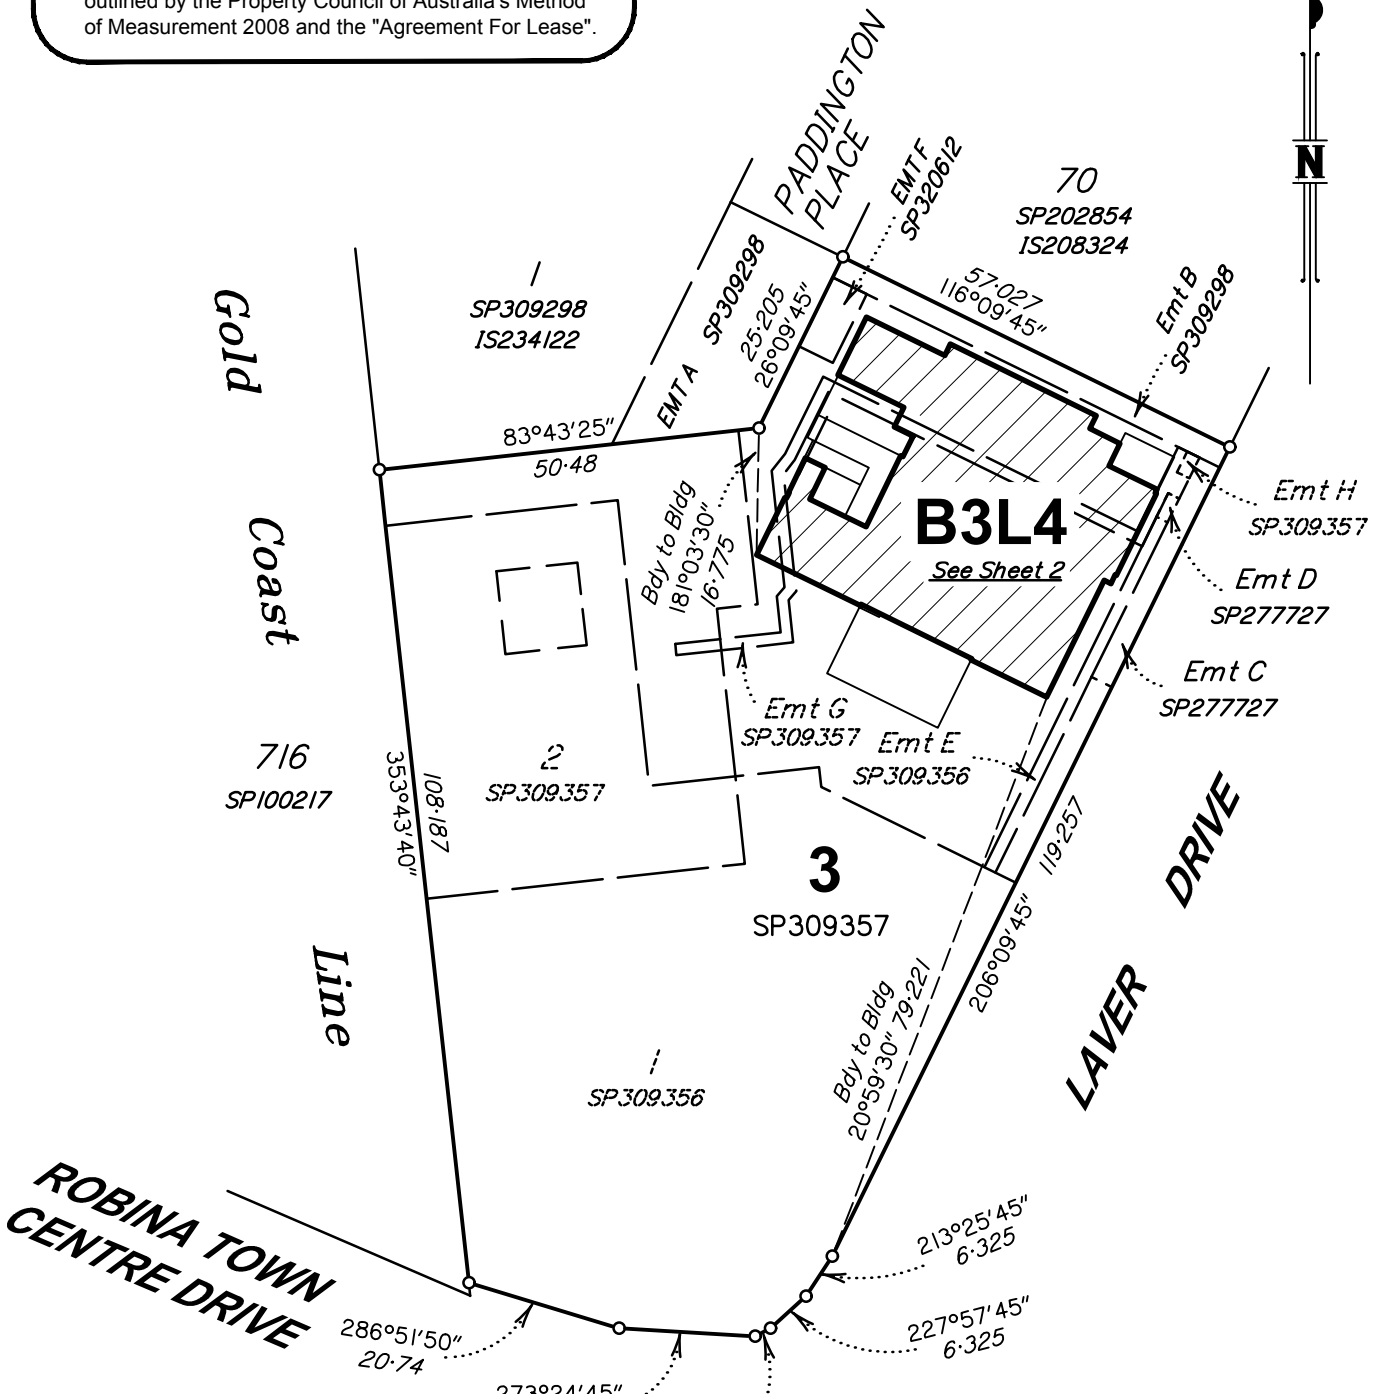 outlined by the Property Council of Australia's Method
of Measurement 2008 and the "Agreement For Lease".
PADDINGTON
PLACE
N
EMT F
SP320612
70
SP202854
IS208324
1
SP309298
IS234122
EMT A
SP309298
25·205
26°09'45"
57·027
116°09'45"
Emt B
SP309298
Gold
Coast
Line
83°43'25"
50·48
Bdy to Bldg
181°03'30"
16·775
B3L4
See Sheet 2
Emt H
SP309357
Emt D
SP277727
Emt C
SP277727
Emt G
SP309357
Emt E
SP309356
716
SP100217
353°43'40"
108·187
2
SP309357
3
SP309357
119·257
206°09'45"
LAVER DRIVE
Bdy to Bldg
20°59'30" 79·221
1
SP309356
ROBINA TOWN
CENTRE DRIVE
286°51'50"
20·74
213°25'45"
6·325
227°57'45"
6·325
273°24'45"